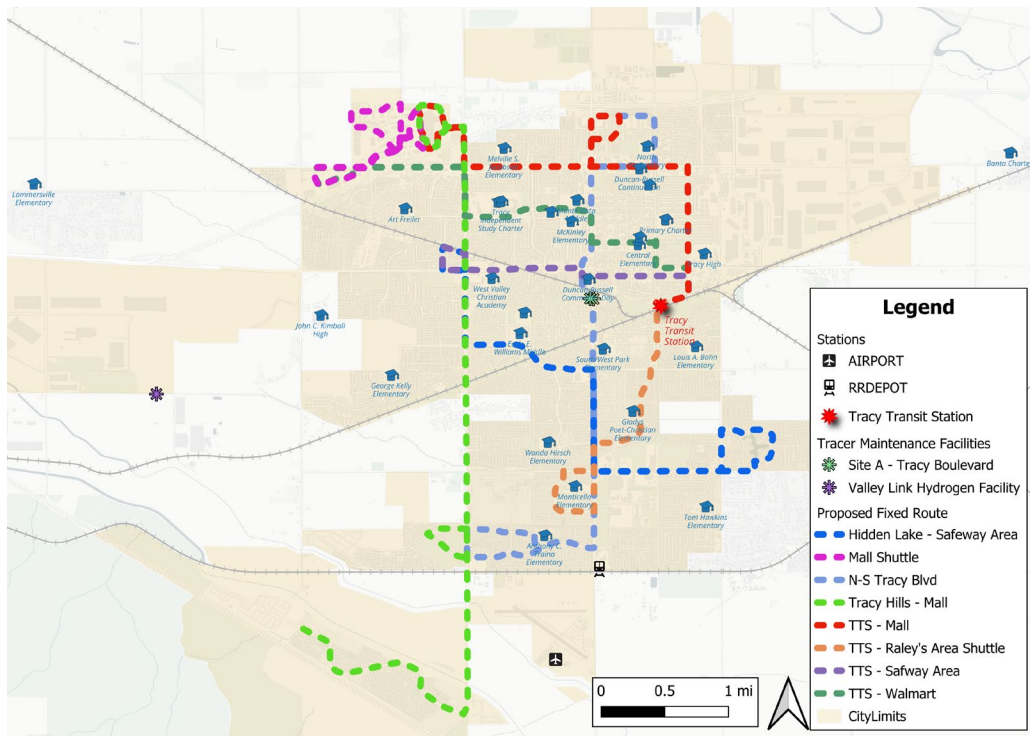 Melville S.
Elementary
Duncan-Russell
Continuation
Banta Charter
Lammersville
Elementary
Art Freiler
Tracy
Independent
Study Charter
McKinley
Elementary
Primary Charter
Central
Elementary
Tracy High
West Valley
Christian
Academy
Duncan-Russell
Community Day
John C. Kimball
High
Tracy
Transit
Station
Williams Middle
South West Park
Elementary
Louis A. Bohn
Elementary
George Kelly
Elementary
Gladys
Poet-Christian
Elementary
Wanda Hirsch
Elementary
Monticello
Elementary
Tom Hawkins
Elementary
Anthony C.
Traina
Elementary
0 0.5 1 mi
Legend
Stations
AIRPORT
RRDEPOT
Tracy Transit Station
Tracer Maintenance Facilities
Site A - Tracy Boulevard
Valley Link Hydrogen Facility
Proposed Fixed Route
Hidden Lake - Safeway Area
Mall Shuttle
N-S Tracy Blvd
Tracy Hills - Mall
TTS - Mall
TTS - Raley's Area Shuttle
TTS - Safway Area
TTS - Walmart
CityLimits